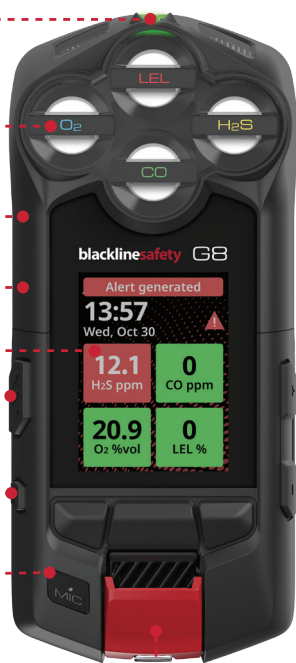 LEL
O₂
H₂S
CO
blacklinesafety G8
Alert generated
13:57
Wed, Oct 30
12.1
H₂S ppm
0
CO ppm
20.9
O₂ %vol
0
LEL %
MIC